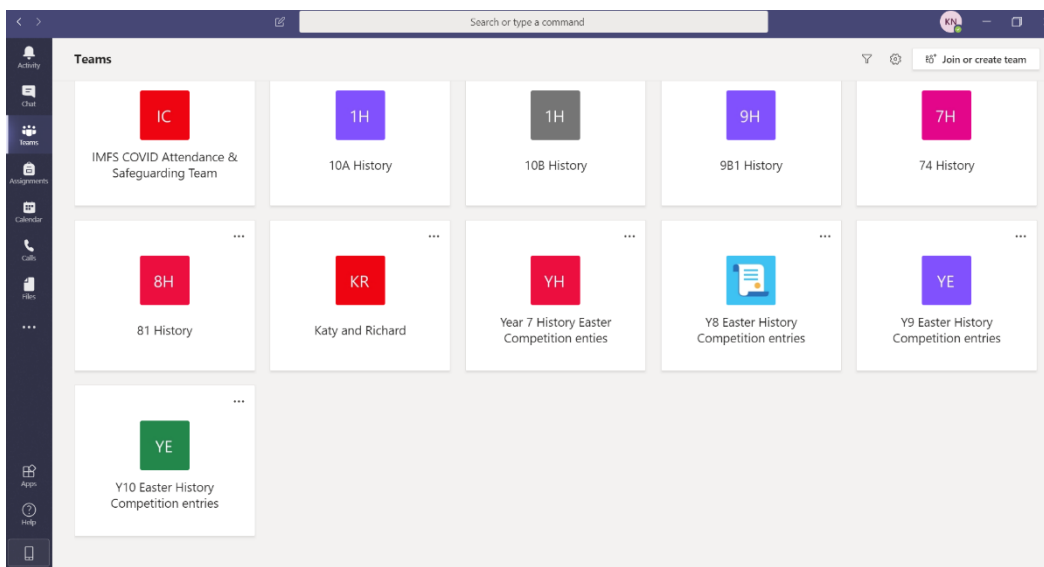 Search or type a command
KN
Activity
Chat
Teams
Assignments
Calendar
Calls
Files
Apps
Help
Teams
Join or create team
IC
IMFS COVID Attendance &
Safeguarding Team
1H
10A History
1H
10B History
9H
9B1 History
7H
74 History
8H
81 History
KR
Katy and Richard
YH
Year 7 History Easter
Competition enties
Y8 Easter History
Competition entries
YE
Y9 Easter History
Competition entries
YE
Y10 Easter History
Competition entries